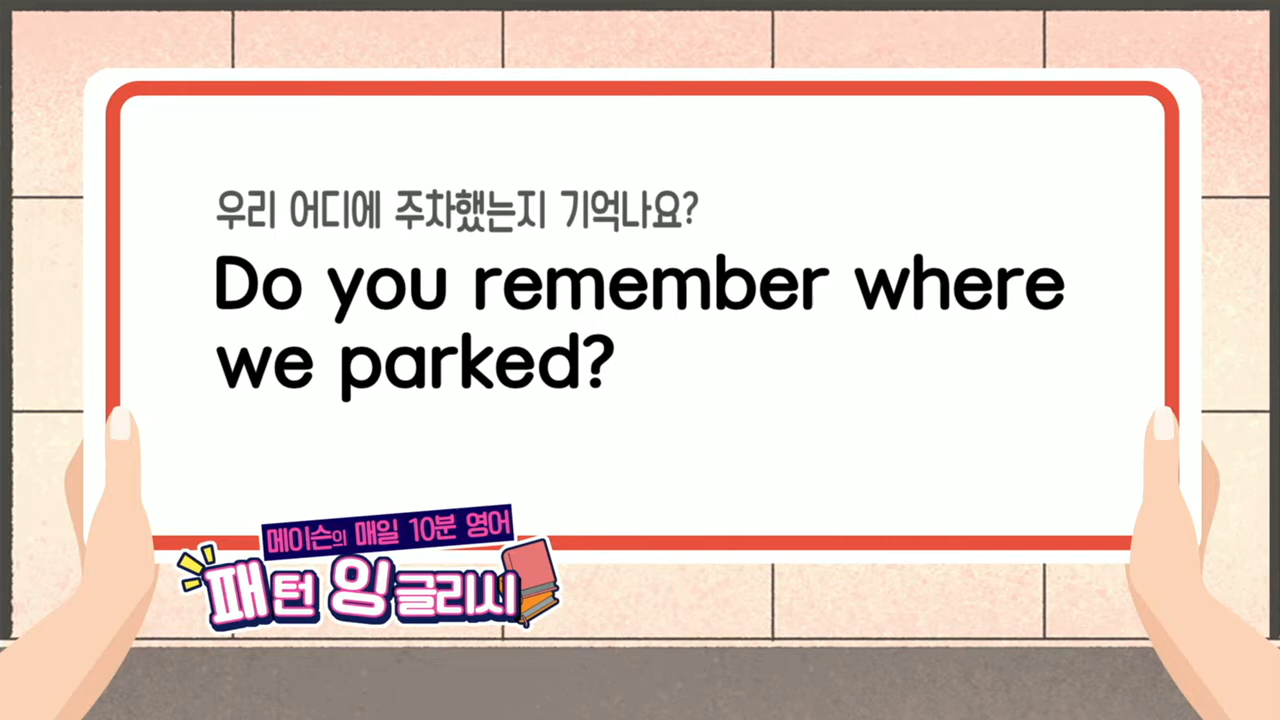 우리 어디에 주차했는지 기억나요?
Do you remember where
we parked?
메이슨의 매일 10분 영어
패턴 잉글리시